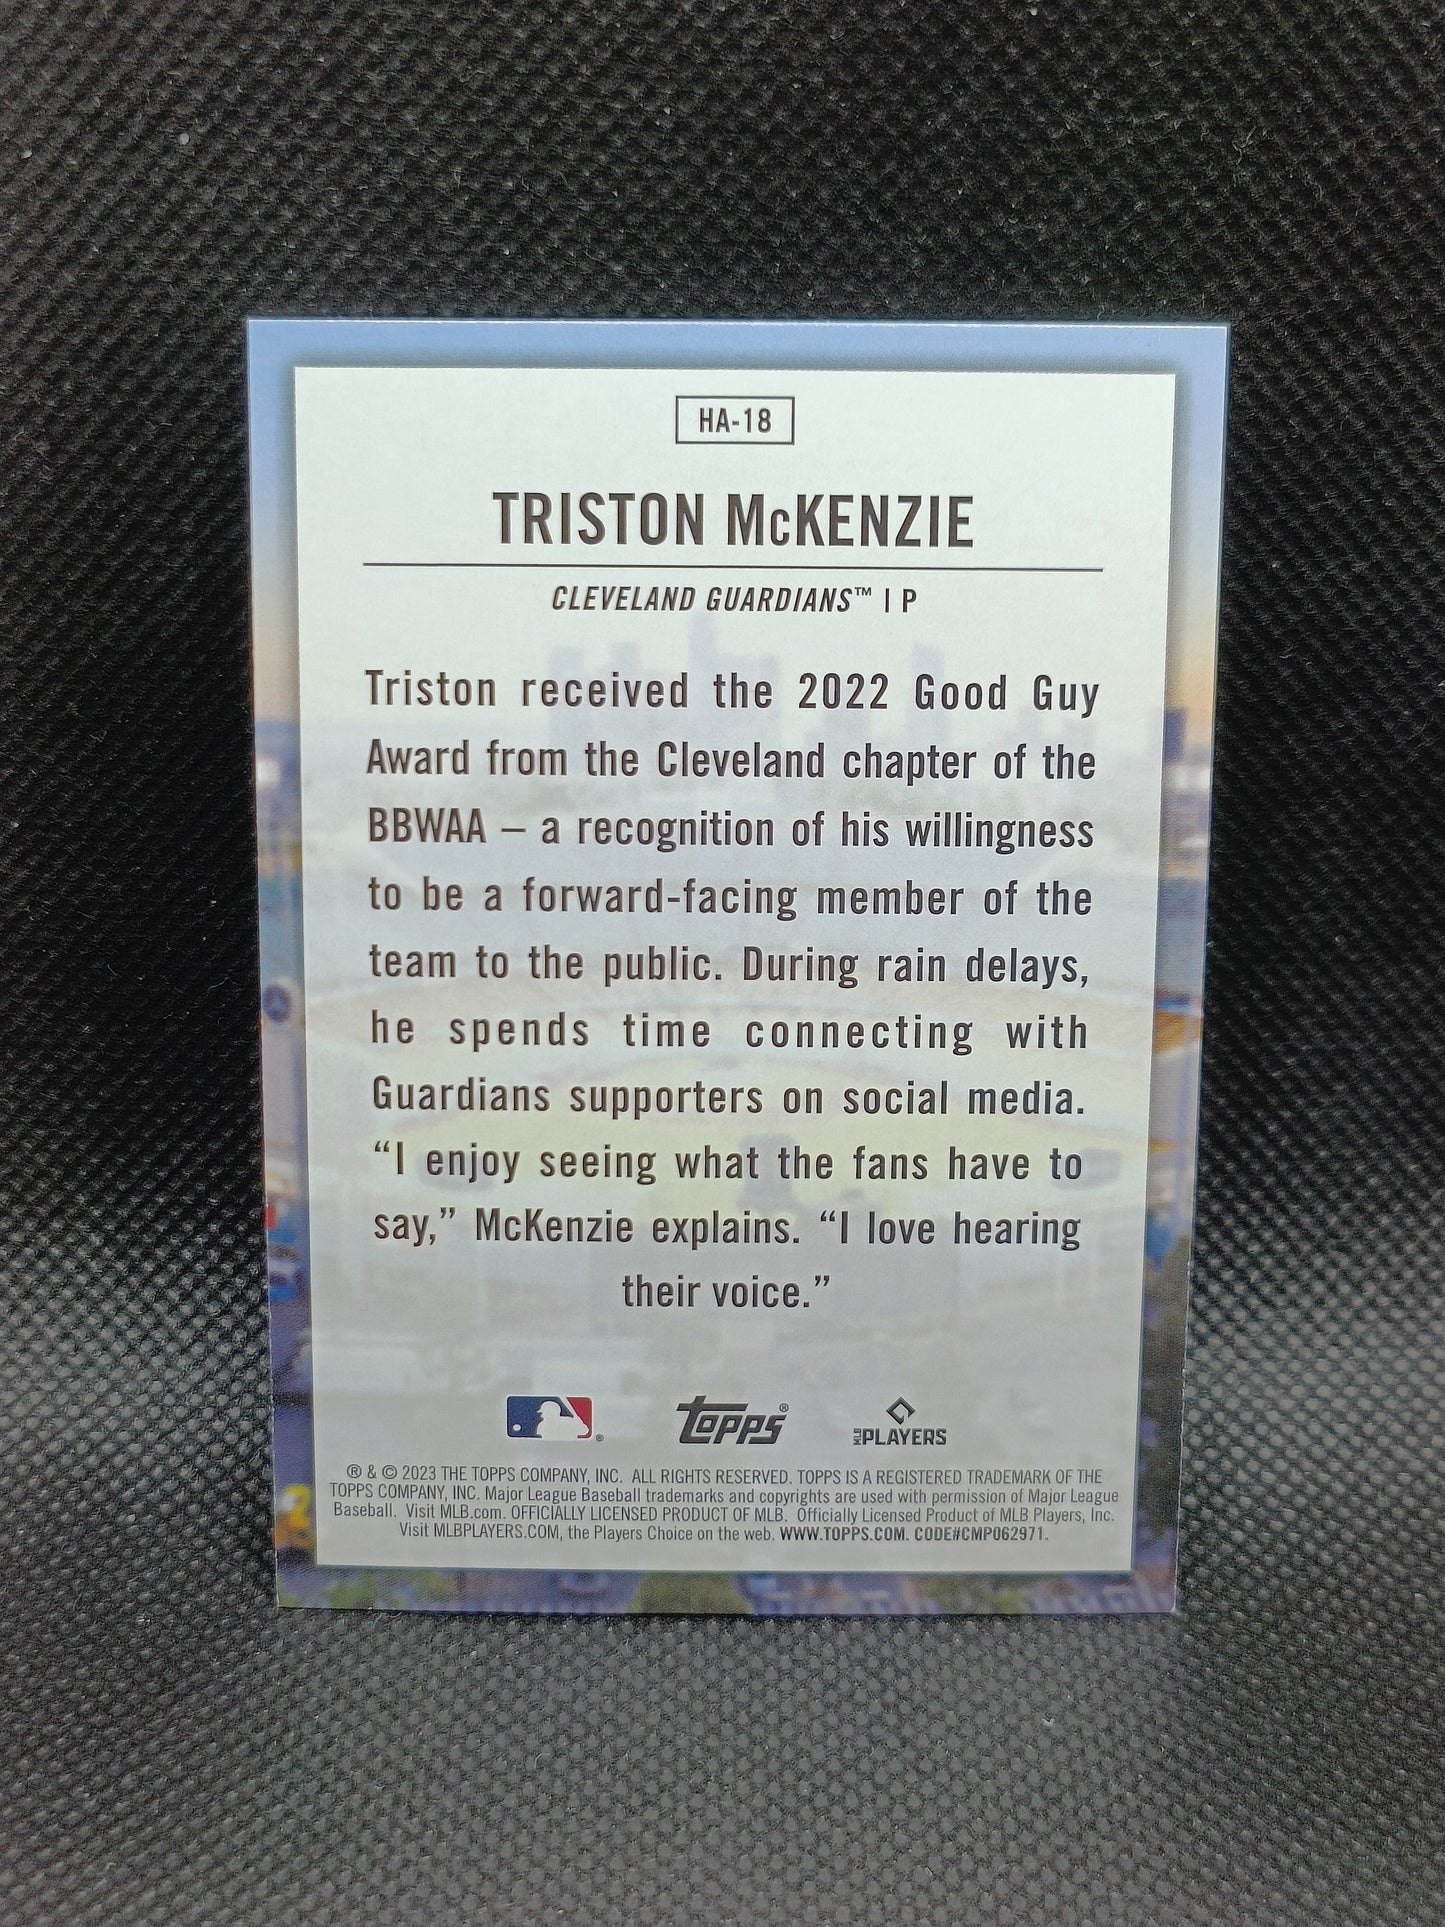 HA-18
TRISTON McKENZIE
CLEVELAND GUARDIANS™ | P
Triston received the 2022 Good Guy
Award from the Cleveland chapter of the
BBWAA – a recognition of his willingness
to be a forward-facing member of the
team to the public. During rain delays,
he spends time connecting with
Guardians supporters on social media.
“I enjoy seeing what the fans have to
say,” McKenzie explains. “I love hearing
their voice.”
® topps® MLB PLAYERS
® & © 2023 THE TOPPS COMPANY, INC. ALL RIGHTS RESERVED. TOPPS IS A REGISTERED TRADEMARK OF THE
TOPPS COMPANY, INC. Major League Baseball trademarks and copyrights are used with permission of Major League
Baseball. Visit MLB.com. OFFICIALLY LICENSED PRODUCT OF MLB. Officially Licensed Product of MLB Players, Inc.
Visit MLBPLAYERS.COM, the Players Choice on the web. WWW.TOPPS.COM. CODE#CMP062971.